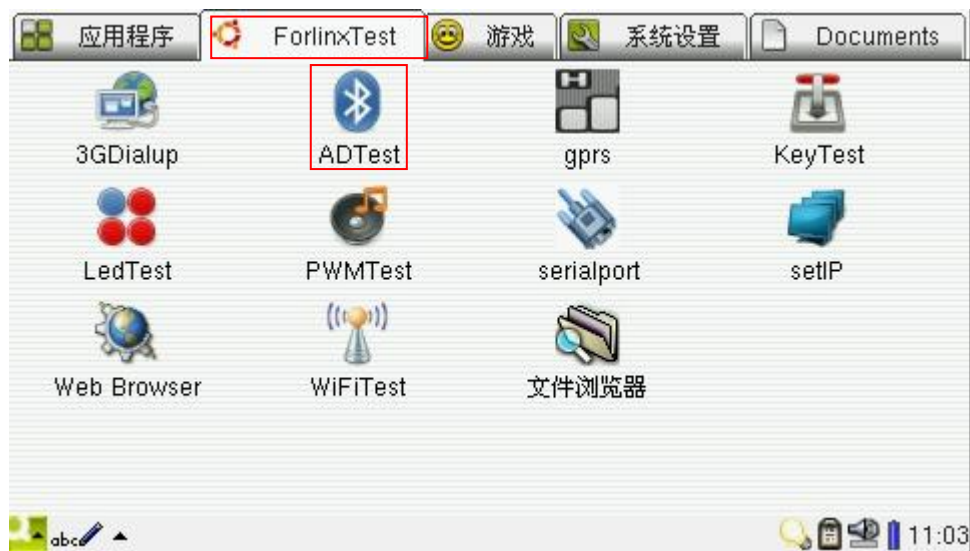 应用程序 ForlinxTest 游戏 系统设置 Documents
3GDialup ADTest gprs KeyTest
LedTest PWMTest serialport setIP
Web Browser WiFiTest 文件浏览器
abc 11:03